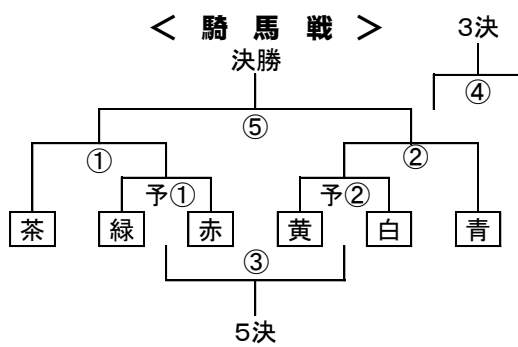 ＜ 騎 馬 戦 ＞
3決
決勝
④
⑤
① ②
予① 予②
茶 緑 赤 黄 白 青
③
5決